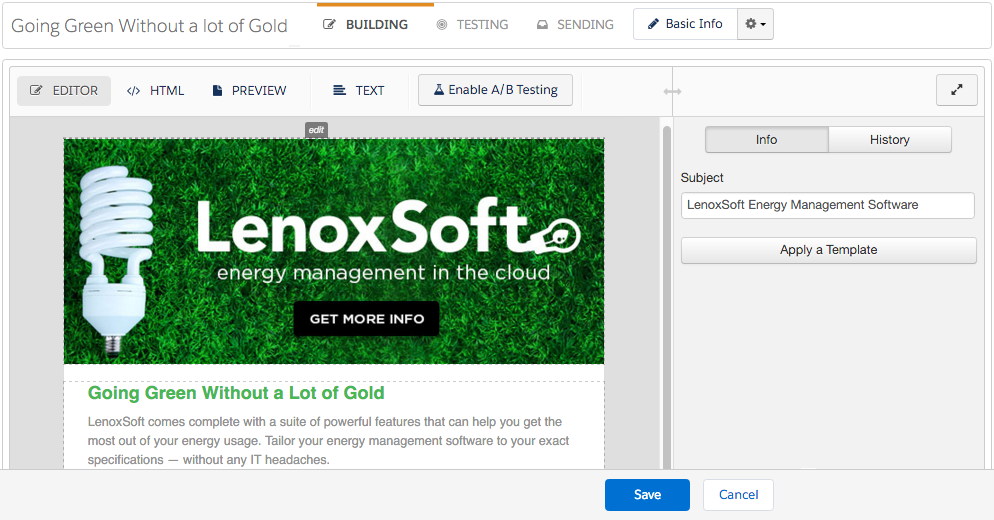 Going Green Without a lot of Gold
BUILDING
TESTING
SENDING
Basic Info
EDITOR
</> HTML
PREVIEW
TEXT
Enable A/B Testing
edit
LenoxSoft
energy management in the cloud
GET MORE INFO
Going Green Without a Lot of Gold
LenoxSoft comes complete with a suite of powerful features that can help you get the
most out of your energy usage. Tailor your energy management software to your exact
specifications — without any IT headaches.
Info
History
Subject
LenoxSoft Energy Management Software
Apply a Template
Save
Cancel